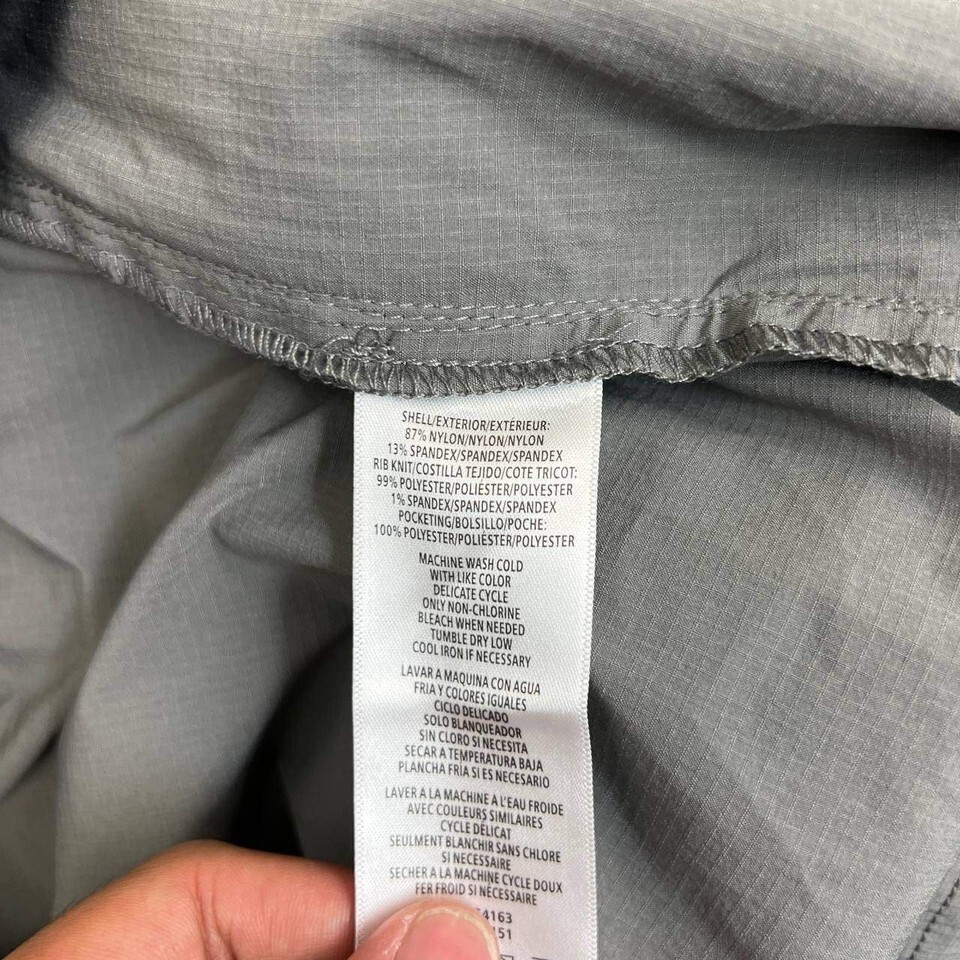 SHELL/EXTERIOR/EXTÉRIEUR:
87% NYLON/NYLON/NYLON
13% SPANDEX/SPANDEX/SPANDEX
RIB KNIT/COSTILLA TEJIDO/COTE TRICOT:
99% POLYESTER/POLIÉSTER/POLYESTER
1% SPANDEX/SPANDEX/SPANDEX
POCKETING/BOLSILLO/POCHE:
100% POLYESTER/POLIÉSTER/POLYESTER
MACHINE WASH COLD
WITH LIKE COLOR
DELICATE CYCLE
ONLY NON-CHLORINE
BLEACH WHEN NEEDED
TUMBLE DRY LOW
COOL IRON IF NECESSARY
LAVAR A MAQUINA CON AGUA
FRIA Y COLORES IGUALES
CICLO DELICADO
SOLO BLANQUEADOR
SIN CLORO SI NECESITA
SECAR A TEMPERATURA BAJA
PLANCHA FRIA SI ES NECESARIO
LAVER A LA MACHINE A L'EAU FROIDE
AVEC COULEURS SIMILAIRES
CYCLE DÉLICAT
SEULMENT BLANCHIR SANS CHLORE
SI NECESSAIRE
SECHER A LA MACHINE CYCLE DOUX
FER FROID SI NÉCESSAIRE
4163
151